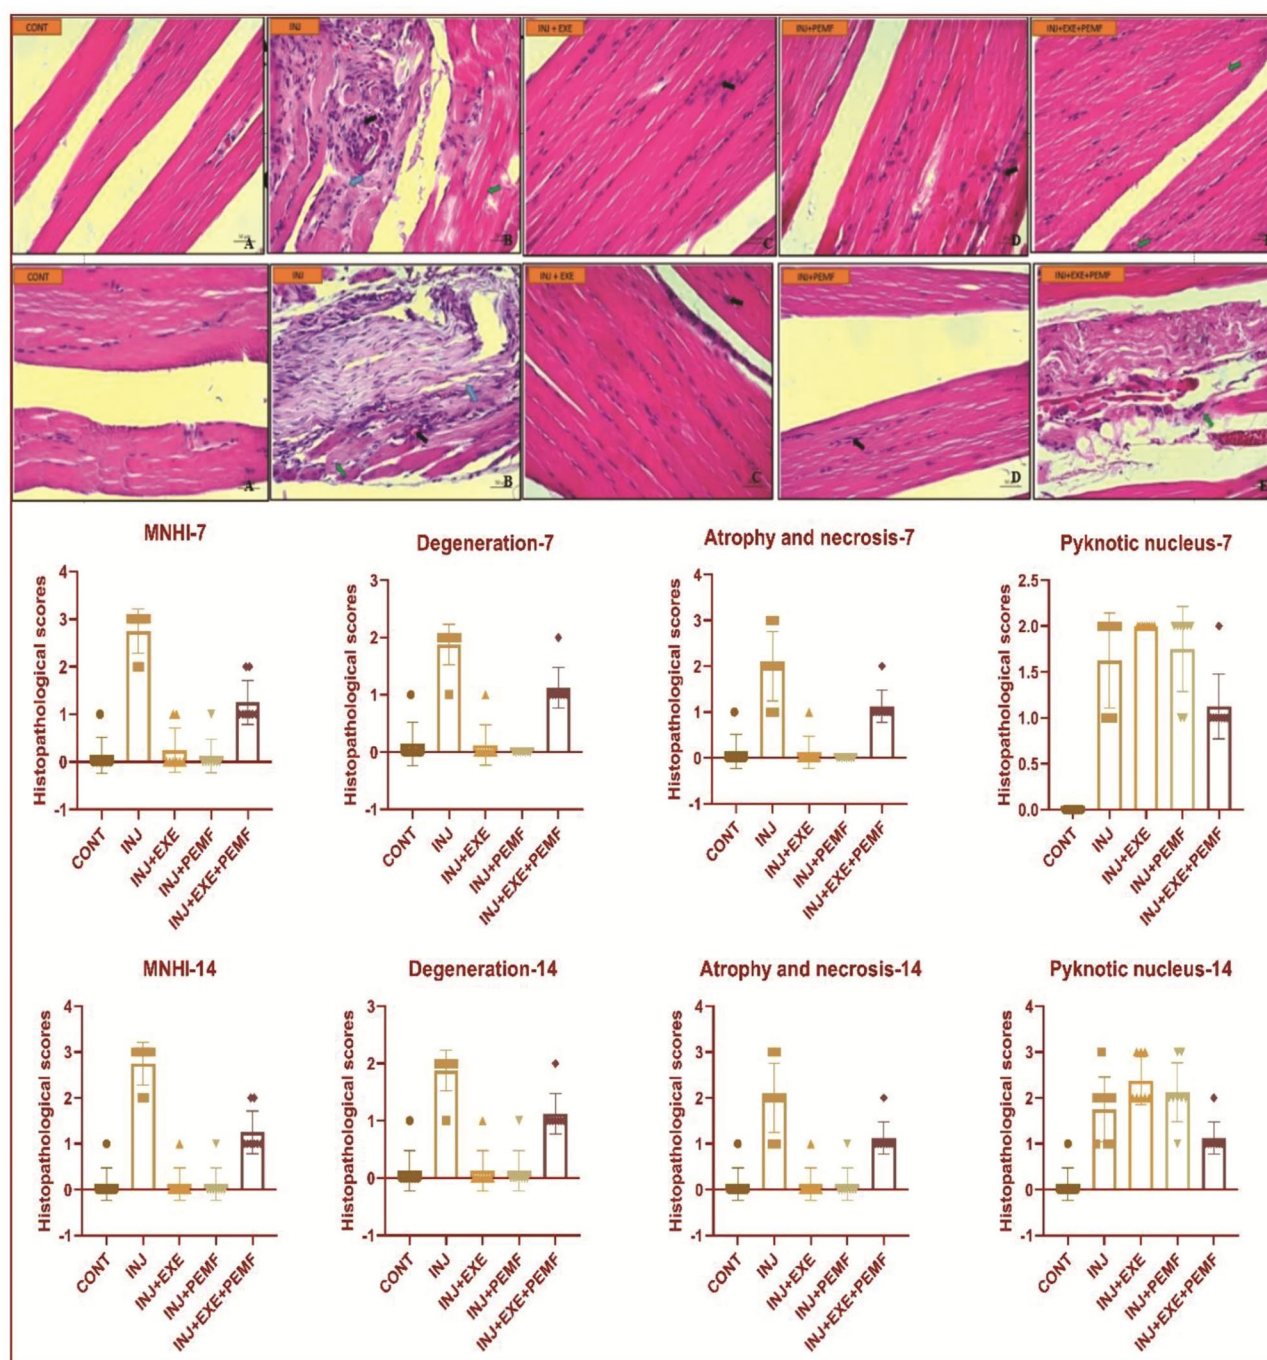 CONT
INJ
INJ + EXE
INJ+PEMF
INJ+EXE+PEMF
A
B
C
D
CONT
INJ
INJ + EXE
INJ+PEMF
INJ+EXE+PEMF
A
B
C
D
E
MNHI-7
Histopathological scores
4
3
2
1
0
-1
CONT
INJ
INJ+EXE
INJ+PEMF
INJ+EXE+PEMF
Degeneration-7
Histopathological scores
3
2
1
0
-1
CONT
INJ
INJ+EXE
INJ+PEMF
INJ+EXE+PEMF
Atrophy and necrosis-7
Histopathological scores
4
3
2
1
0
-1
CONT
INJ
INJ+EXE
INJ+PEMF
INJ+EXE+PEMF
Pyknotic nucleus-7
Histopathological scores
2.5
2.0
1.5
1.0
0.5
0.0
CONT
INJ
INJ+EXE
INJ+PEMF
INJ+EXE+PEMF
MNHI-14
Histopathological scores
4
3
2
1
0
-1
CONT
INJ
INJ+EXE
INJ+PEMF
INJ+EXE+PEMF
Degeneration-14
Histopathological scores
3
2
1
0
-1
CONT
INJ
INJ+EXE
INJ+PEMF
INJ+EXE+PEMF
Atrophy and necrosis-14
Histopathological scores
4
3
2
1
0
-1
CONT
INJ
INJ+EXE
INJ+PEMF
INJ+EXE+PEMF
Pyknotic nucleus-14
Histopathological scores
4
3
2
1
0
-1
CONT
INJ
INJ+EXE
INJ+PEMF
INJ+EXE+PEMF